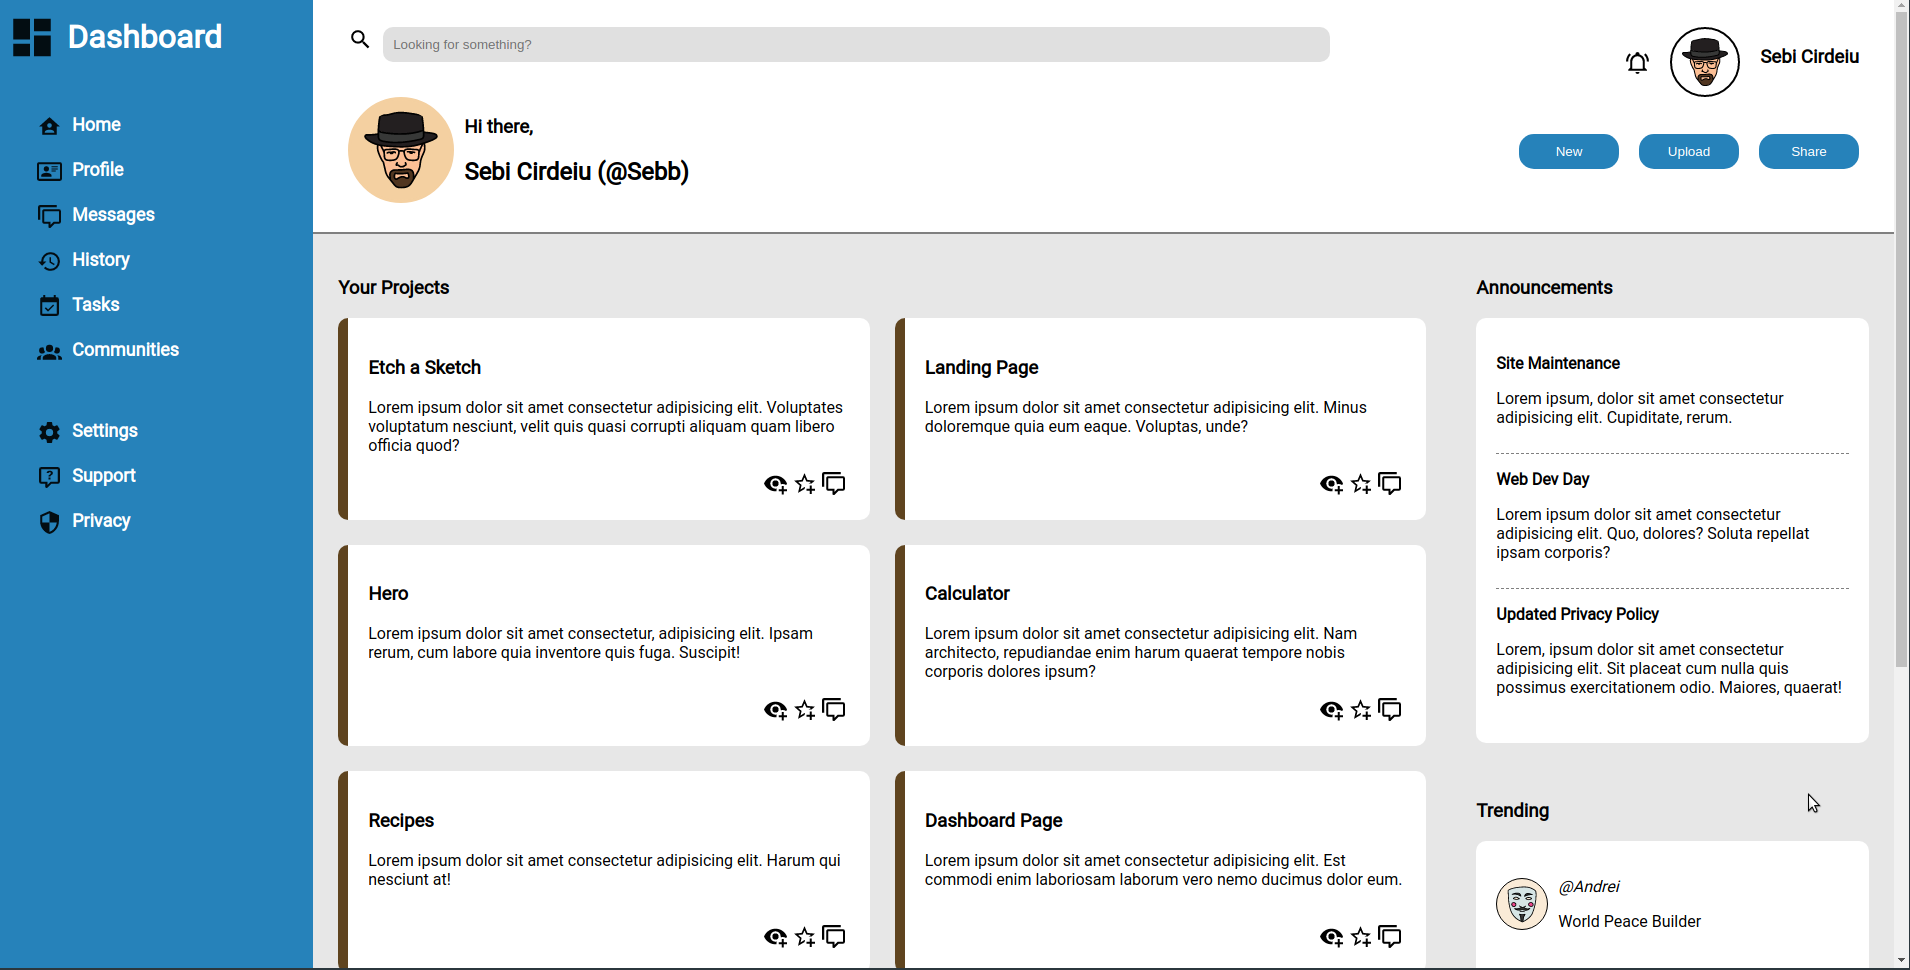 Dashboard
Home
Profile
Messages
History
Tasks
Communities
Settings
Support
Privacy
Looking for something?
Sebi Cirdeiu
Hi there,
Sebi Cirdeiu (@Sebb)
New
Upload
Share
Your Projects
Etch a Sketch
Lorem ipsum dolor sit amet consectetur adipisicing elit. Voluptates
voluptatum nesciunt, velit quis quasi corrupti aliquam quam libero
officia quod?
Landing Page
Lorem ipsum dolor sit amet consectetur adipisicing elit. Minus
doloremque quia eum eaque. Voluptas, unde?
Hero
Lorem ipsum dolor sit amet consectetur, adipisicing elit. Ipsam
rerum, cum labore quia inventore quis fuga. Suscipit!
Calculator
Lorem ipsum dolor sit amet consectetur adipisicing elit. Nam
architecto, repudiandae enim harum quaerat tempore nobis
corporis dolores ipsum?
Recipes
Lorem ipsum dolor sit amet consectetur adipisicing elit. Harum qui
nesciunt at!
Dashboard Page
Lorem ipsum dolor sit amet consectetur adipisicing elit. Est
commodi enim laboriosam laborum vero nemo ducimus dolor eum.
Announcements
Site Maintenance
Lorem ipsum, dolor sit amet consectetur
adipisicing elit. Cupiditate, rerum.
Web Dev Day
Lorem ipsum dolor sit amet consectetur
adipisicing elit. Quo, dolores? Soluta repellat
ipsam corporis?
Updated Privacy Policy
Lorem, ipsum dolor sit amet consectetur
adipisicing elit. Sit placeat cum nulla quis
possimus exercitationem odio. Maiores, quaerat!
Trending
@Andrei
World Peace Builder